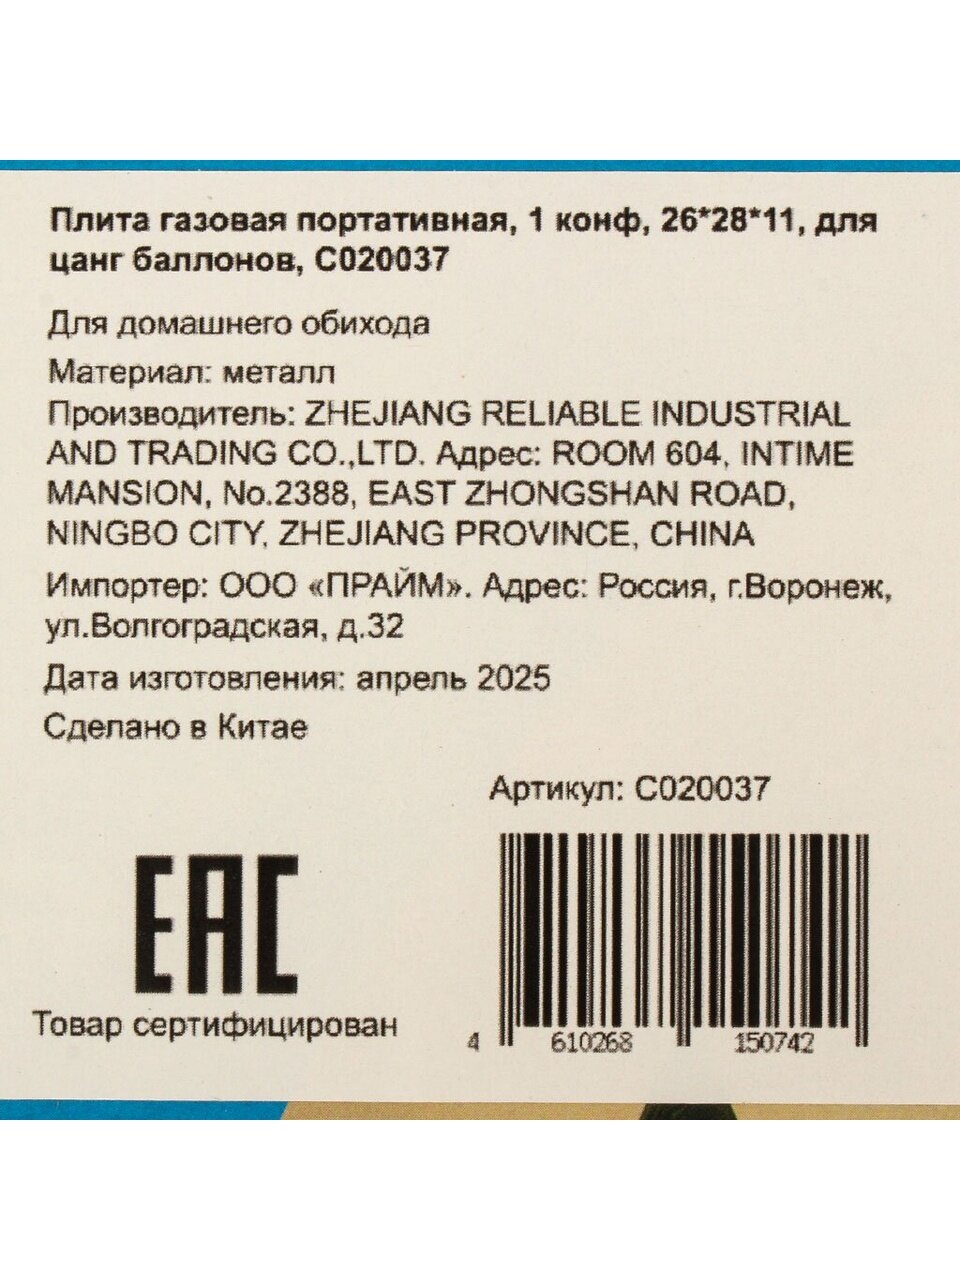 Плита газовая портативная, 1 конф, 26*28*11, для
цанг баллонов, С020037
Для домашнего обихода
Материал: металл
Производитель: ZHEJIANG RELIABLE INDUSTRIAL
AND TRADING CO.,LTD. Адрес: ROOM 604, INTIME
MANSION, No.2388, EAST ZHONGSHAN ROAD,
NINGBO CITY, ZHEJIANG PROVINCE, CHINA
Импортер: ООО «ПРАЙМ». Адрес: Россия, г.Воронеж,
ул.Волгоградская, д.32
Дата изготовления: апрель 2025
Сделано в Китае
Артикул: С020037
ЕАС
Товар сертифицирован
4 610268 150742